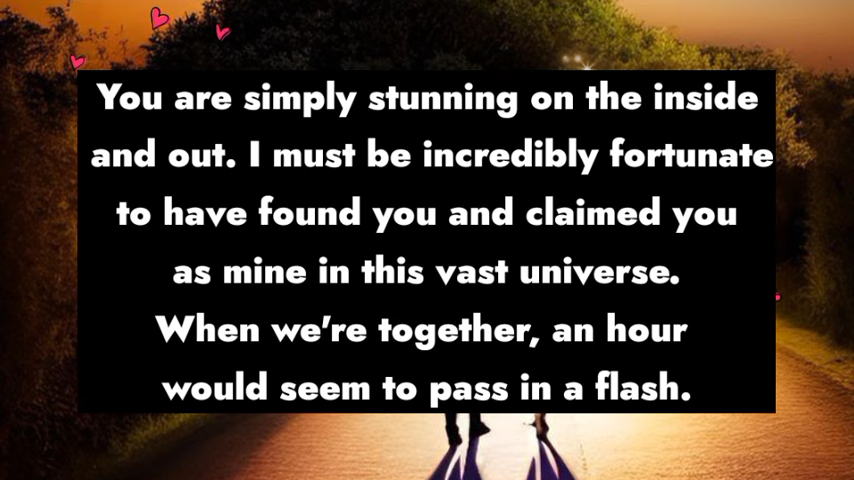 You are simply stunning on the inside
and out. I must be incredibly fortunate
to have found you and claimed you
as mine in this vast universe.
When we're together, an hour
would seem to pass in a flash.